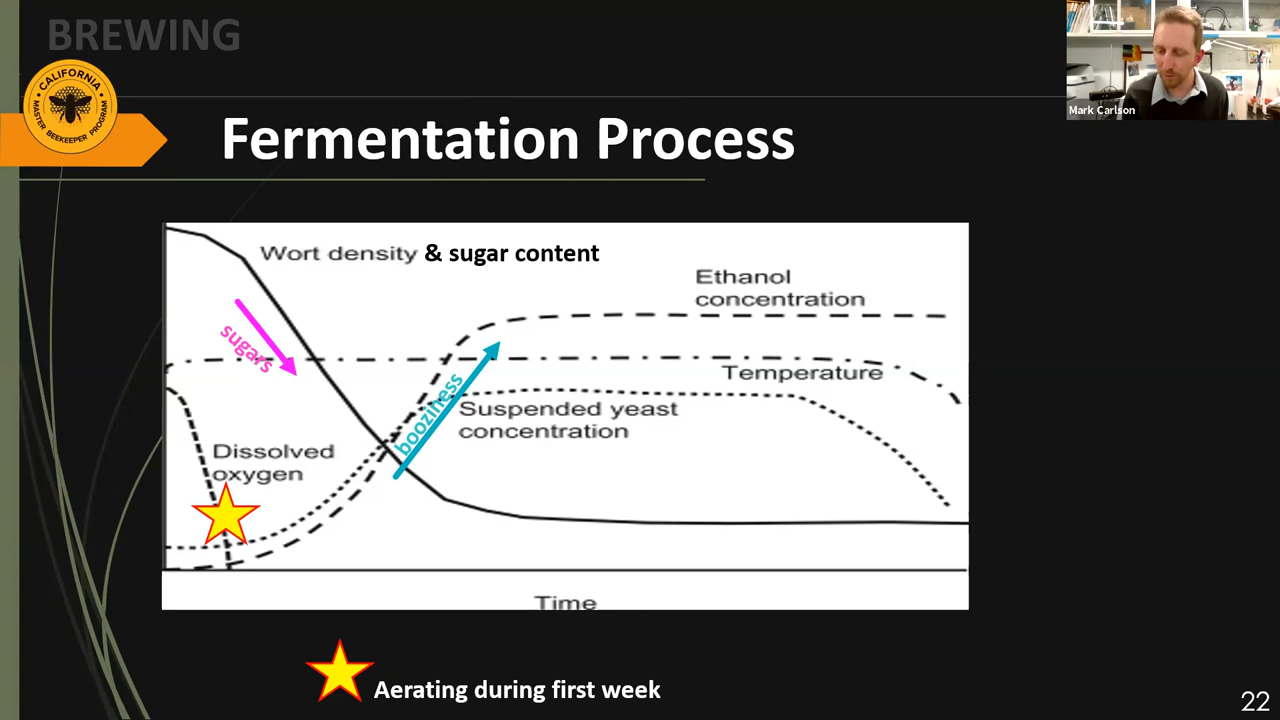 BREWING
CALIFORNIA
MASTER BEEKEEPER PROGRAM
Mark Carlson
Fermentation Process
Wort density & sugar content
Ethanol
concentration
sugars
Temperature
booziness
Suspended yeast
concentration
Dissolved
oxygen
Time
Aerating during first week
22